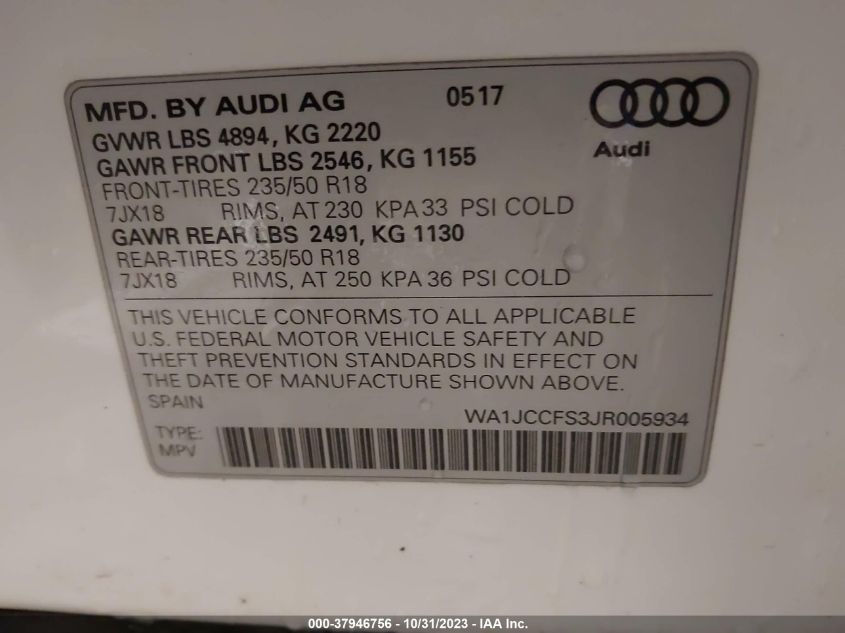 MFD. BY AUDI AG 0517
Audi
GVWR LBS 4894, KG 2220
GAWR FRONT LBS 2546, KG 1155
FRONT-TIRES 235/50 R18
7JX18 RIMS, AT 230 KPA 33 PSI COLD
GAWR REAR LBS 2491, KG 1130
REAR-TIRES 235/50 R18
7JX18 RIMS, AT 250 KPA 36 PSI COLD
THIS VEHICLE CONFORMS TO ALL APPLICABLE
U.S. FEDERAL MOTOR VEHICLE SAFETY AND
THEFT PREVENTION STANDARDS IN EFFECT ON
THE DATE OF MANUFACTURE SHOWN ABOVE.
SPAIN
WA1JCCFS3JR005934
TYPE:
MPV
000-37946756 - 10/31/2023 - IAA Inc.